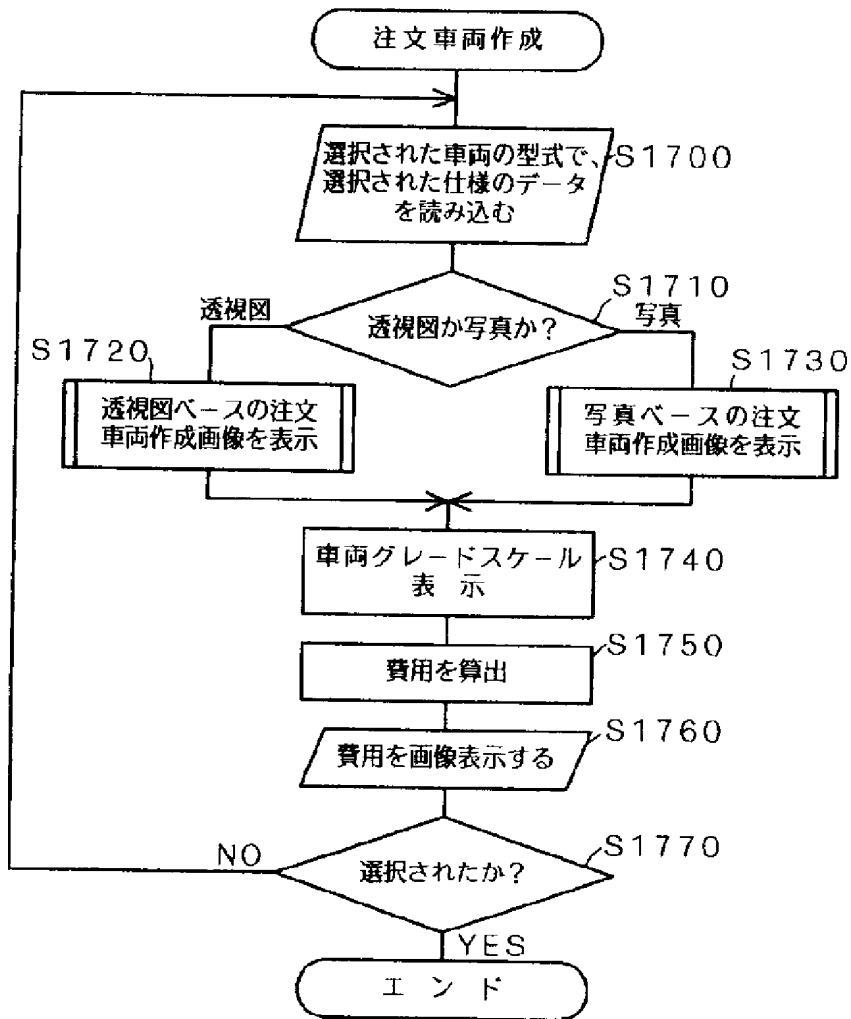 注文車両作成
選択された車両の型式で、
選択された仕様のデータ
を読み込む
S1700
S1710
透視図
透視図か写真か?
写真
S1720
S1730
透視図ベースの注文
車両作成画像を表示
写真ベースの注文
車両作成画像を表示
車両グレードスケール
表 示
S1740
費用を算出
S1750
費用を画像表示する
S1760
S1770
NO
選択されたか?
YES
エ ン ド